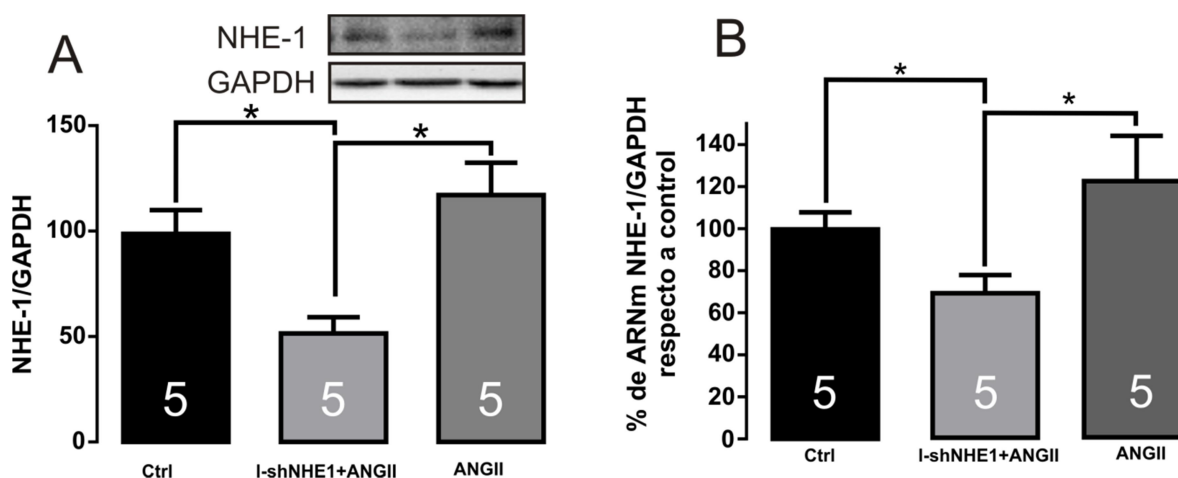 A
NHE-1
GAPDH
*
*
NHE-1/GAPDH
150
100
50
0
5
5
5
Ctrl
l-shNHE1+ANGII
ANGII
B
*
*
% de ARNm NHE-1/GAPDH
respecto a control
140
120
100
80
60
40
20
0
5
5
5
Ctrl
l-shNHE1+ANGII
ANGII